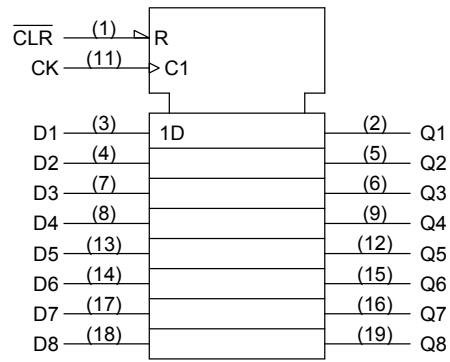 CLR (1) R
CK (11) C1
D1 (3) 1D (2) Q1
D2 (4) (5) Q2
D3 (7) (6) Q3
D4 (8) (9) Q4
D5 (13) (12) Q5
D6 (14) (15) Q6
D7 (17) (16) Q7
D8 (18) (19) Q8